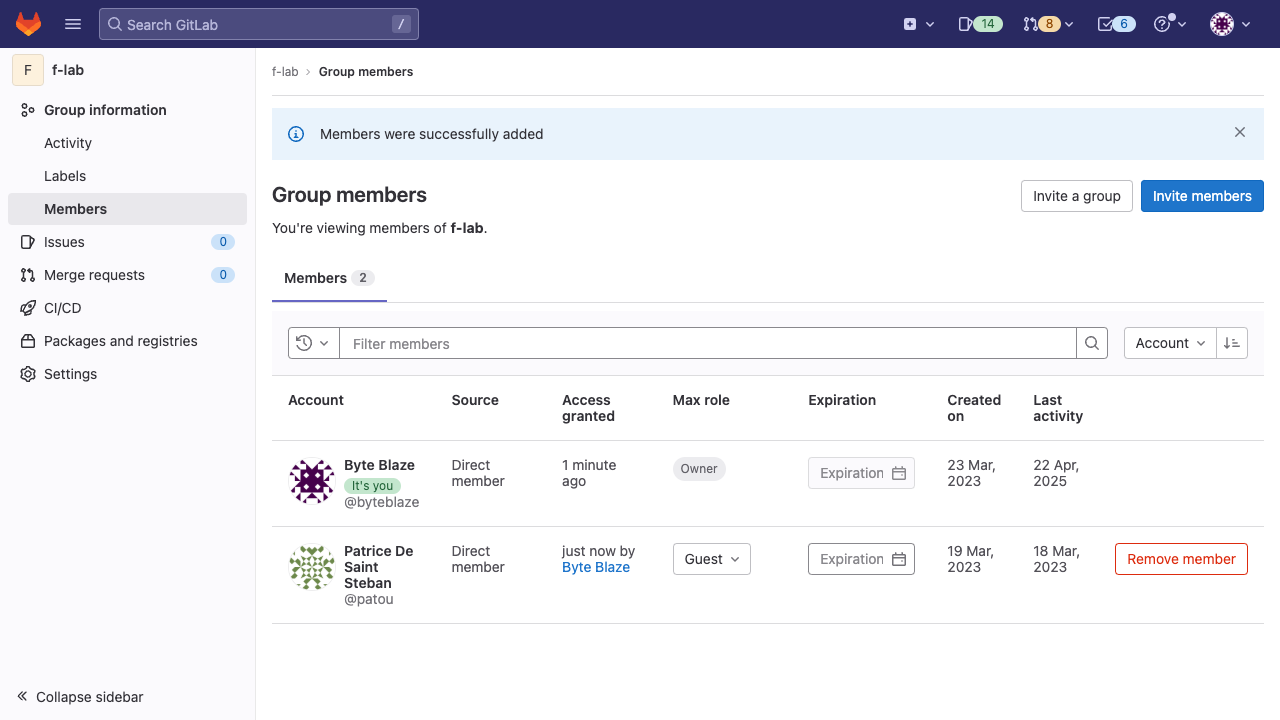 Search GitLab
/
14
8
6
F
f-lab
Group information
Activity
Labels
Members
Issues
0
Merge requests
0
CI/CD
Packages and registries
Settings
Collapse sidebar
f-lab
Group members
Members were successfully added
Group members
Invite a group
Invite members
You're viewing members of f-lab.
Members 2
Filter members
Account
Account
Source
Access
granted
Max role
Expiration
Created
on
Last
activity
Byte Blaze
It's you
@byteblaze
Direct
member
1 minute
ago
Owner
Expiration
23 Mar,
2023
22 Apr,
2025
Patrice De
Saint
Steban
@patou
Direct
member
just now by
Byte Blaze
Guest
Expiration
19 Mar,
2023
18 Mar,
2023
Remove member